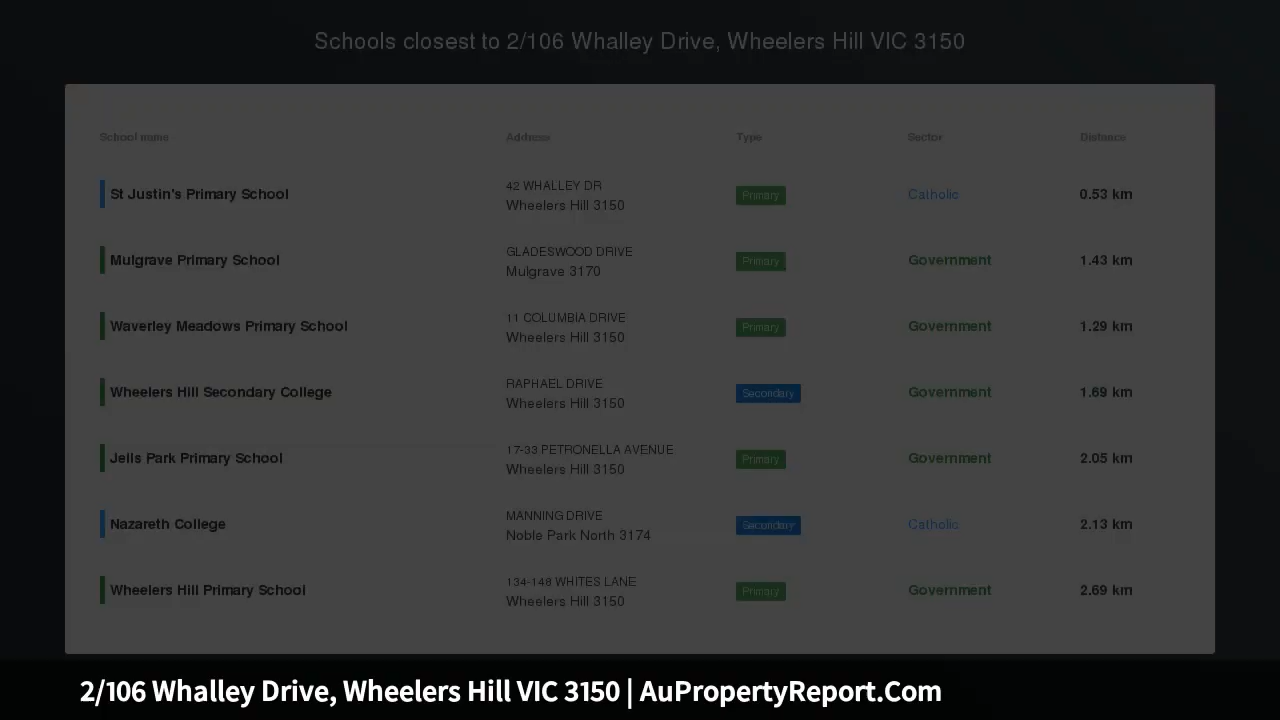 Schools closest to 2/106 Whalley Drive, Wheelers Hill VIC 3150
School name Address Type Sector Distance
St Justin's Primary School 42 WHALLEY DR Wheelers Hill 3150 Primary Catholic 0.53 km
Mulgrave Primary School GLADESWOOD DRIVE Mulgrave 3170 Primary Government 1.43 km
Waverley Meadows Primary School 11 COLUMBIA DRIVE Wheelers Hill 3150 Primary Government 1.29 km
Wheelers Hill Secondary College RAPHAEL DRIVE Wheelers Hill 3150 Secondary Government 1.69 km
Jells Park Primary School 17-33 PETRONELLA AVENUE Wheelers Hill 3150 Primary Government 2.05 km
Nazareth College MANNING DRIVE Noble Park North 3174 Secondary Catholic 2.13 km
Wheelers Hill Primary School 134-148 WHITES LANE Wheelers Hill 3150 Primary Government 2.69 km
2/106 Whalley Drive, Wheelers Hill VIC 3150 | AuPropertyReport.Com